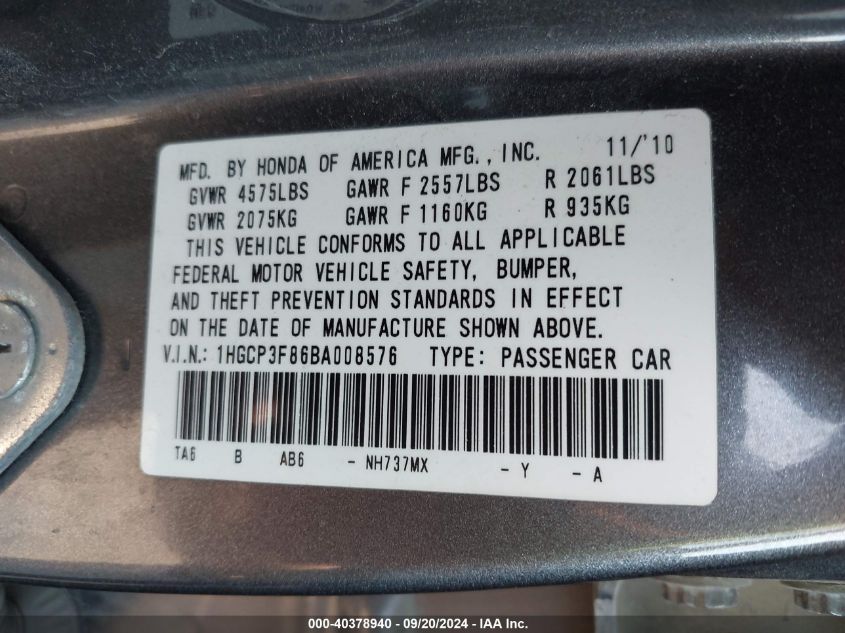 MFD. BY HONDA OF AMERICA MFG., INC. 11/'10
GVWR 4575LBS GAWR F 2557LBS R 2061LBS
GVWR 2075KG GAWR F 1160KG R 935KG
THIS VEHICLE CONFORMS TO ALL APPLICABLE
FEDERAL MOTOR VEHICLE SAFETY, BUMPER,
AND THEFT PREVENTION STANDARDS IN EFFECT
ON THE DATE OF MANUFACTURE SHOWN ABOVE.
V.I.N.: 1HGCP3F86BA008576 TYPE: PASSENGER CAR
TA6 B AB6 - NH737MX - Y - A
000-40378940 - 09/20/2024 - IAA Inc.